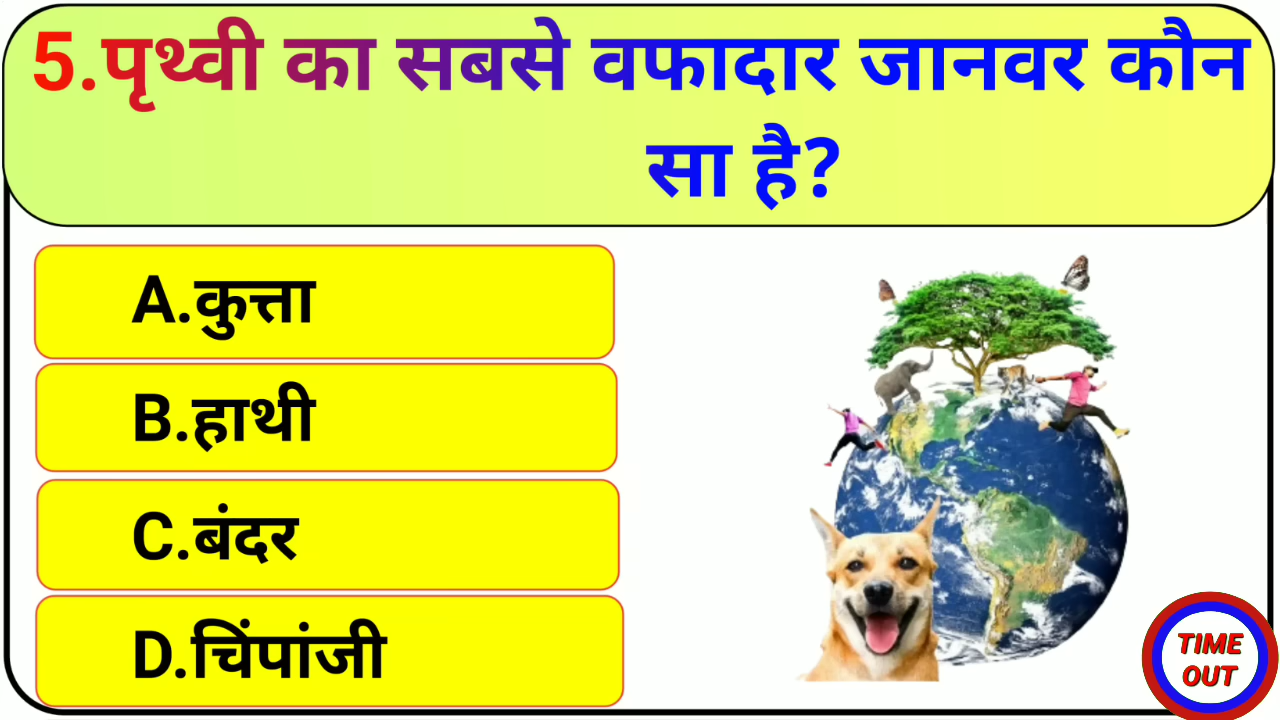 5.पृथ्वी का सबसे वफादार जानवर कौन
सा है?
A.कुत्ता
B.हाथी
C.बंदर
D.चिंपांजी
TIME
OUT